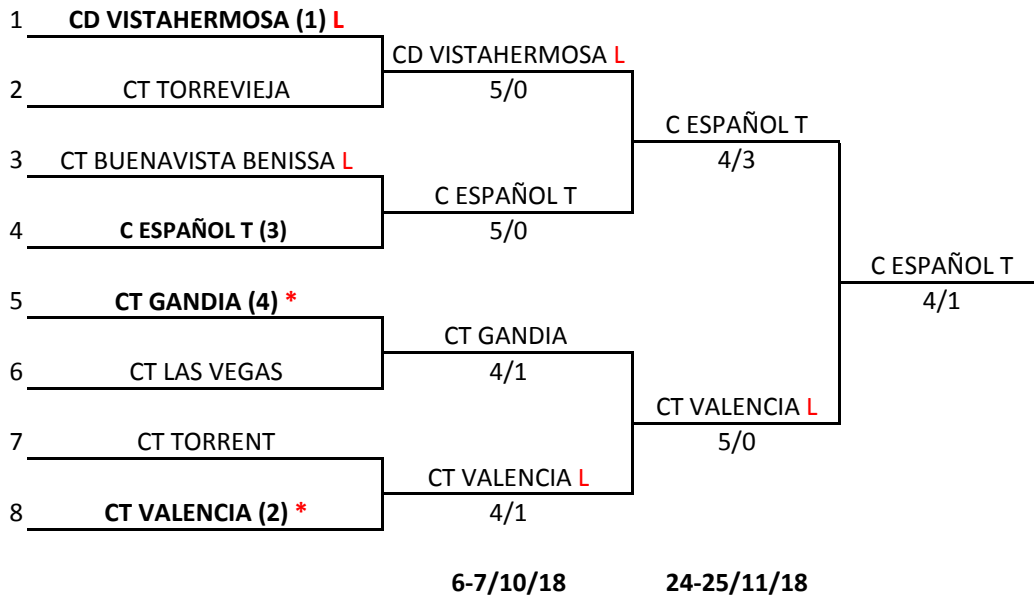 1 CD VISTAHERMOSA (1) L
CD VISTAHERMOSA L
5/0
2 CT TORREVIEJA
C ESPAÑOL T
4/3
3 CT BUENAVISTA BENISSA L
C ESPAÑOL T
5/0
4 C ESPAÑOL T (3)
C ESPAÑOL T
4/1
5 CT GANDIA (4) *
CT GANDIA
4/1
6 CT LAS VEGAS
CT VALENCIA L
5/0
7 CT TORRENT
CT VALENCIA L
4/1
8 CT VALENCIA (2) *
6-7/10/18 24-25/11/18